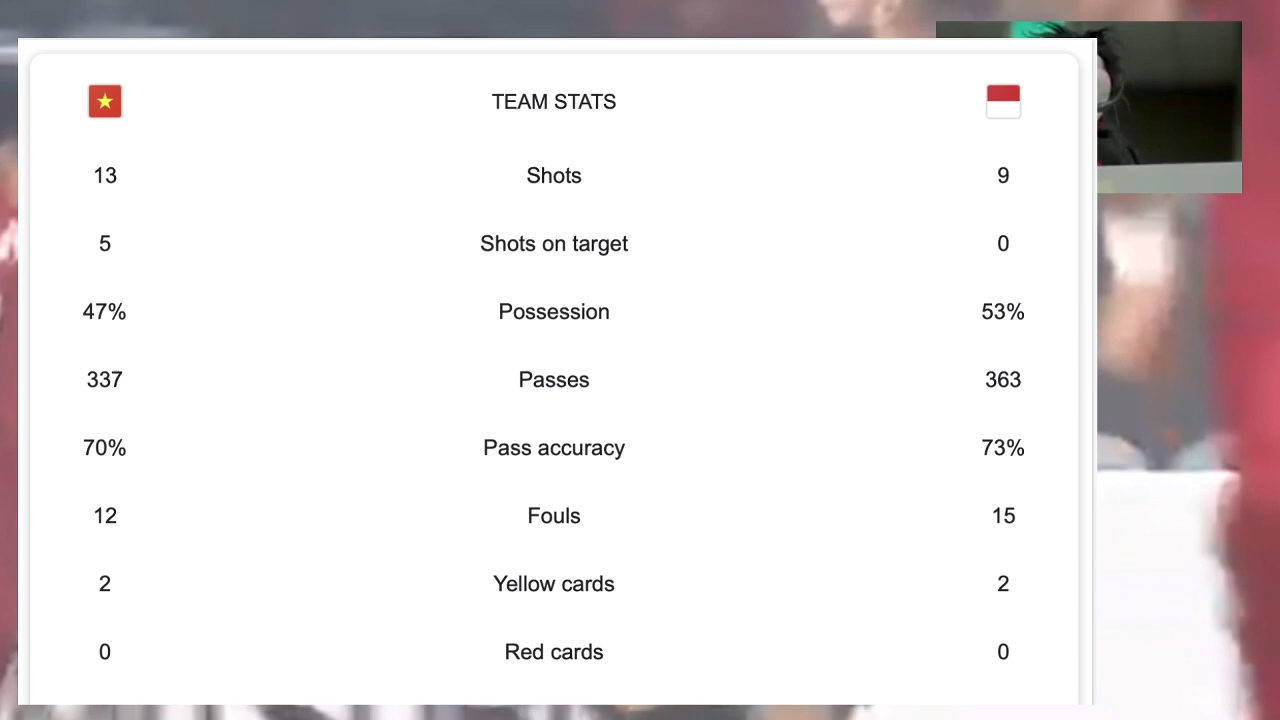 TEAM STATS
13 Shots 9
5 Shots on target 0
47% Possession 53%
337 Passes 363
70% Pass accuracy 73%
12 Fouls 15
2 Yellow cards 2
0 Red cards 0